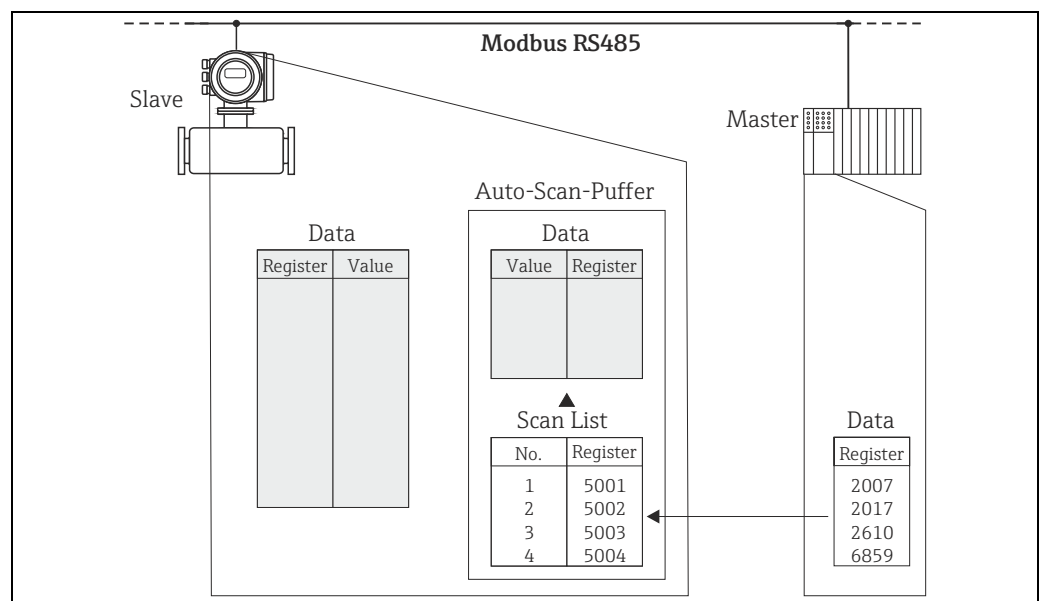 Modbus RS485
Slave
Master
Auto-Scan-Puffer
Data
Register Value
Data
Value Register
Scan List
No. Register
1 5001
2 5002
3 5003
4 5004
Data
Register
2007
2017
2610
6859